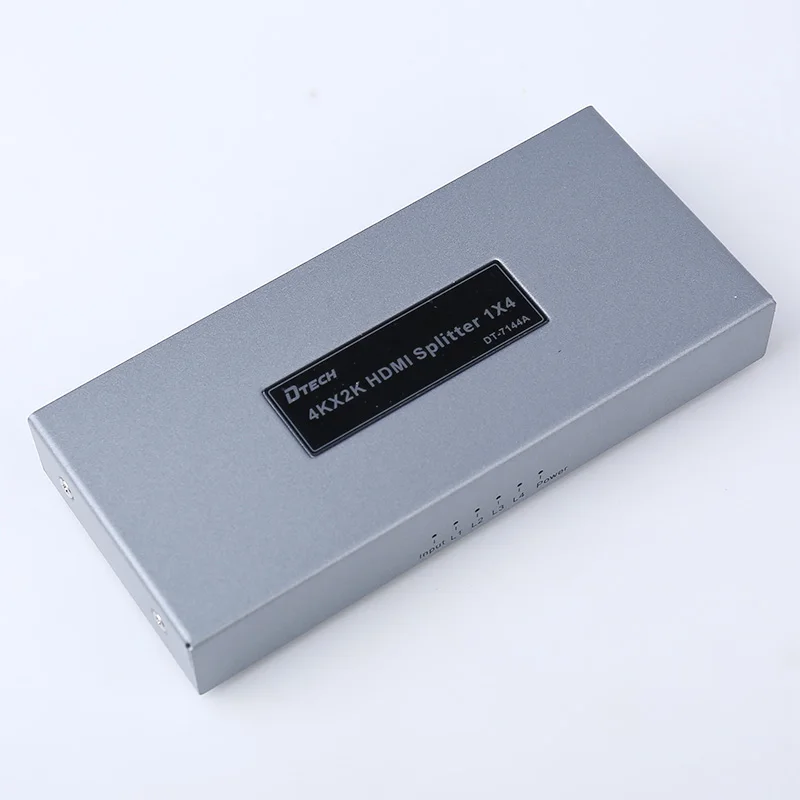 DTECH
4KX2K HDMI Splitter 1X4
DT-7144A
Input L1 L2 L3 L4 Power